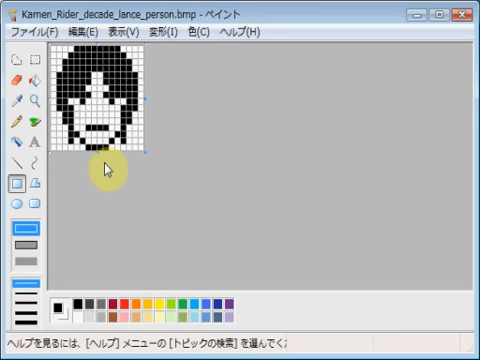 Kamen_Rider_decade_lance_person.bmp - ペイント
ファイル(F) 編集(E) 表示(V) 変形(I) 色(C) ヘルプ(H)
A
ヘルプを見るには、[ヘルプ] メニューの [トピックの検索] を選んでく